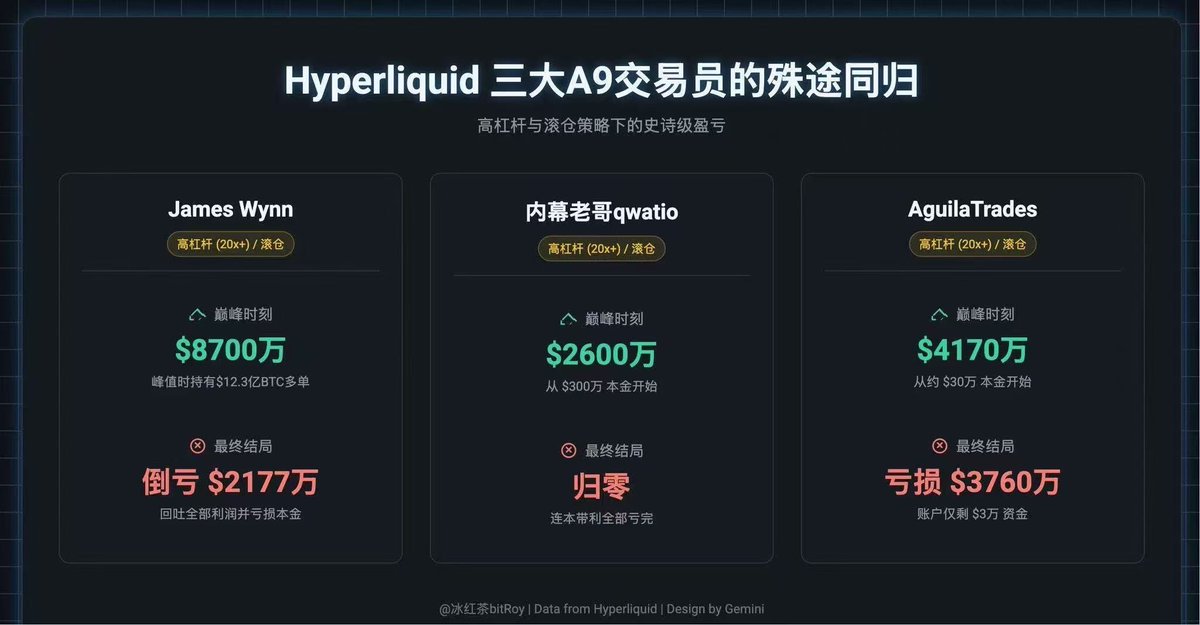 Hyperliquid 三大A9交易员的殊途同归
高杠杆与滚仓策略下的史诗级盈亏
James Wynn
高杠杆 (20x+) / 滚仓
巅峰时刻
$8700万
峰值时持有$12.3亿BTC多单
最终结局
倒亏 $2177万
回吐全部利润并亏损本金
内幕老哥qwatio
高杠杆 (20x+) / 滚仓
巅峰时刻
$2600万
从 $300万 本金开始
最终结局
归零
连本带利全部亏完
AguilaTrades
高杠杆 (20x+) / 滚仓
巅峰时刻
$4170万
从约 $30万 本金开始
最终结局
亏损 $3760万
账户仅剩 $3万 资金
@冰红茶bitRoy | Data from Hyperliquid | Design by Gemini